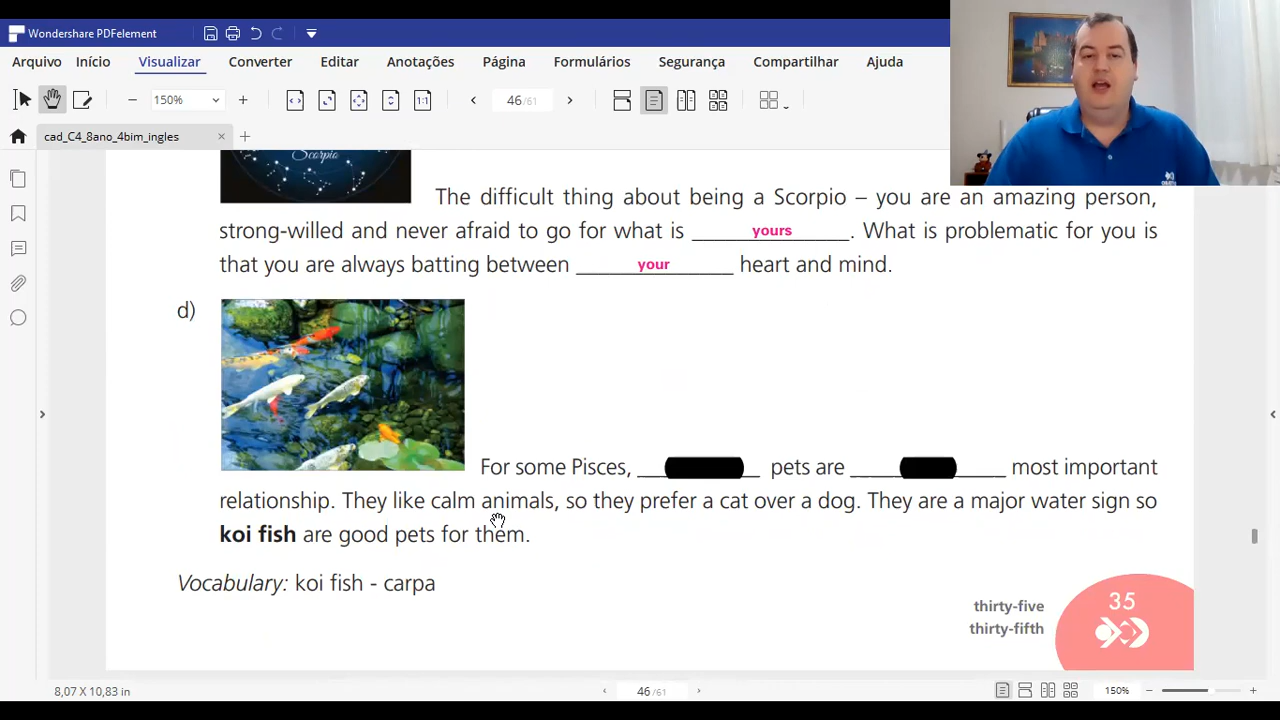 Wondershare PDFelement
Arquivo Início Visualizar Converter Editar Anotações Página Formulários Segurança Compartilhar Ajuda
150% 46/61
cad_C4_8ano_4bim_ingles
Scorpio
The difficult thing about being a Scorpio – you are an amazing person,
strong-willed and never afraid to go for what is yours. What is problematic for you is
that you are always batting between your heart and mind.
d)
For some Pisces, pets are most important
relationship. They like calm animals, so they prefer a cat over a dog. They are a major water sign so
koi fish are good pets for them.
Vocabulary: koi fish - carpa
thirty-five
thirty-fifth
35
8,07 X 10,83 in 46/61 150%